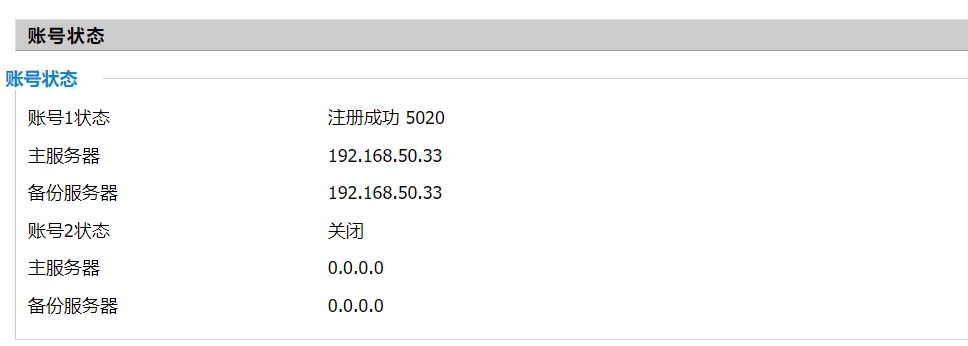 账号状态
账号状态
账号1状态 注册成功 5020
主服务器 192.168.50.33
备份服务器 192.168.50.33
账号2状态 关闭
主服务器 0.0.0.0
备份服务器 0.0.0.0